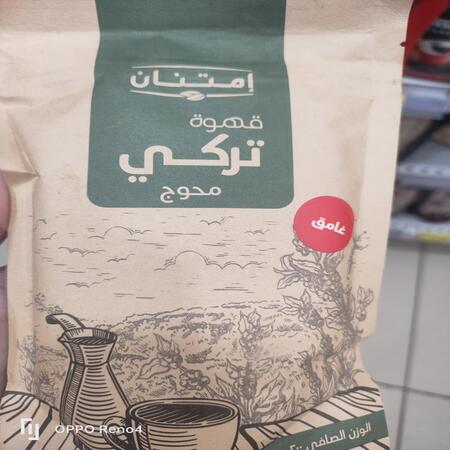 إمتنان
قهوة
تركي
محوج
غامق
الوزن الصافي
OPPO Reno4